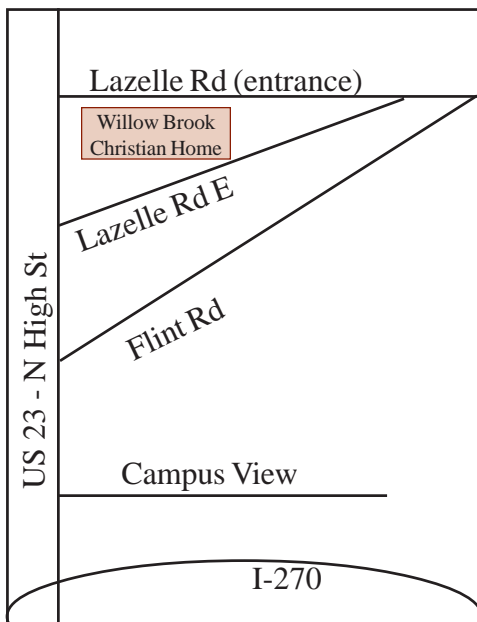 Lazelle Rd (entrance)
Willow Brook
Christian Home
Lazelle Rd E
Flint Rd
US 23 - N High St
Campus View
I-270